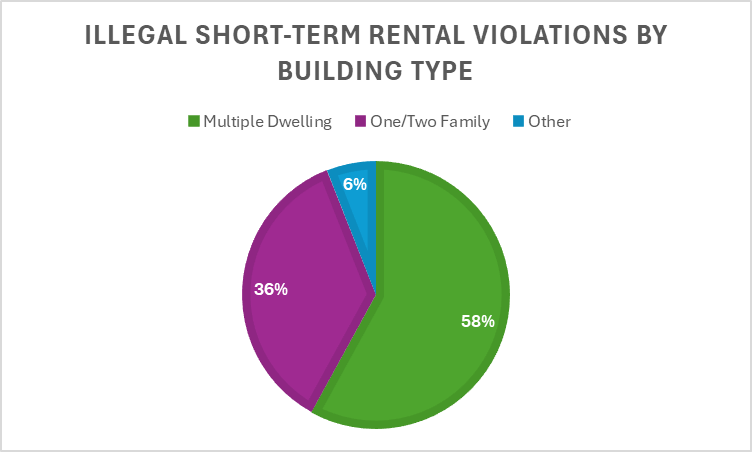 ILLEGAL SHORT-TERM RENTAL VIOLATIONS BY
BUILDING TYPE
Multiple Dwelling One/Two Family Other
6%
36%
58%